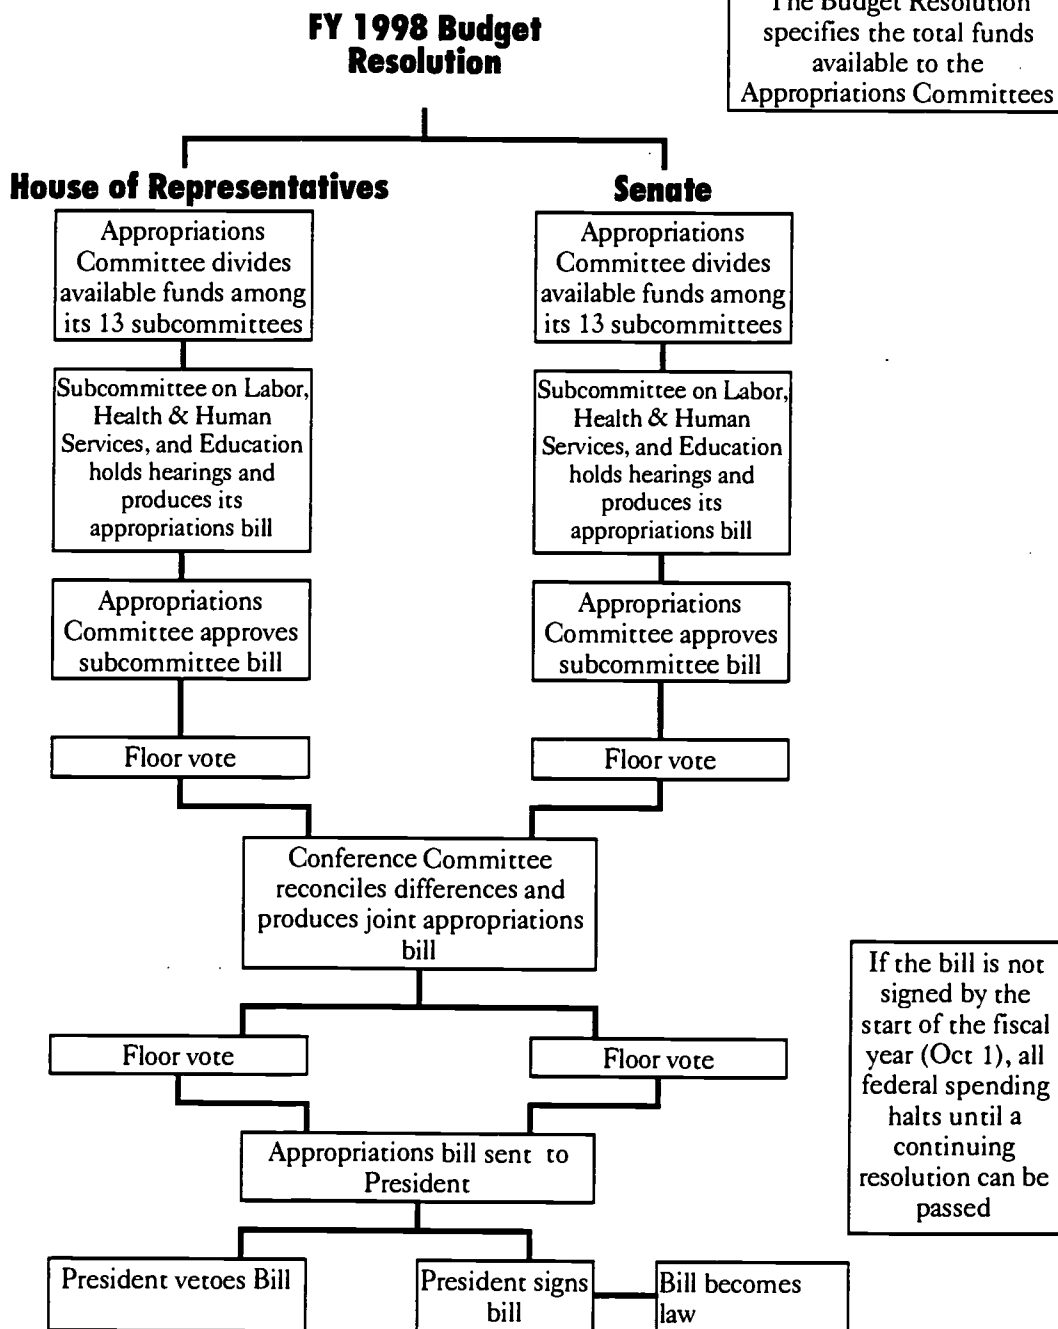 FY 1998 Budget
Resolution
The Budget Resolution
specifies the total funds
available to the
Appropriations Committees
House of Representatives
Appropriations
Committee divides
available funds among
its 13 subcommittees
Subcommittee on Labor,
Health & Human
Services, and Education
holds hearings and
produces its
appropriations bill
Appropriations
Committee approves
subcommittee bill
Floor vote
Senate
Appropriations
Committee divides
available funds among
its 13 subcommittees
Subcommittee on Labor,
Health & Human
Services, and Education
holds hearings and
produces its
appropriations bill
Appropriations
Committee approves
subcommittee bill
Floor vote
Conference Committee
reconciles differences and
produces joint appropriations
bill
Floor vote
Floor vote
Appropriations bill sent to
President
President vetoes Bill
President signs
bill
Bill becomes
law
If the bill is not
signed by the
start of the fiscal
year (Oct 1), all
federal spending
halts until a
continuing
resolution can be
passed